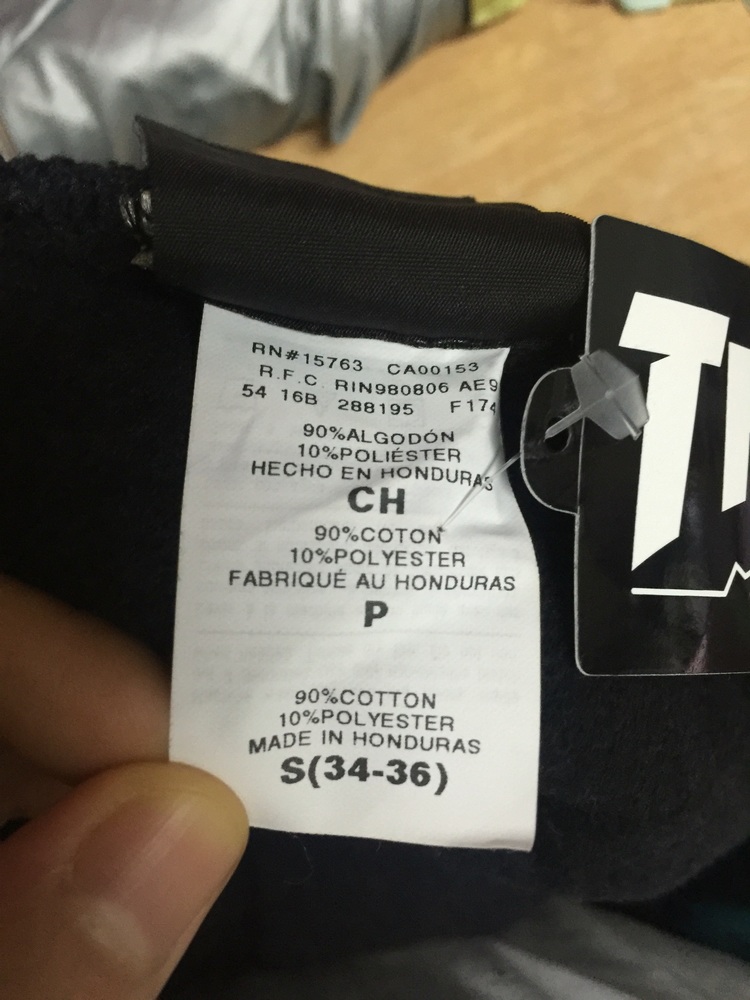 RN#15763 CA00153
R.F.C. RIN980806 AE9
54 16B 288195 F174
90%ALGODÓN
10%POLIÉSTER
HECHO EN HONDURAS
CH
90%COTON
10%POLYESTER
FABRIQUÉ AU HONDURAS
P
90%COTTON
10%POLYESTER
MADE IN HONDURAS
S(34-36)